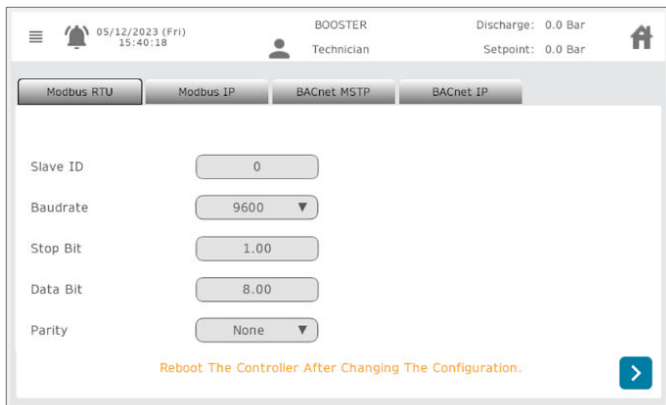 05/12/2023 (Fri) BOOSTER Discharge: 0.0 Bar
15:40:18 Technician Setpoint: 0.0 Bar
Modbus RTU Modbus IP BACnet MSTP BACnet IP
Slave ID 0
Baudrate 9600
Stop Bit 1.00
Data Bit 8.00
Parity None
Reboot The Controller After Changing The Configuration.